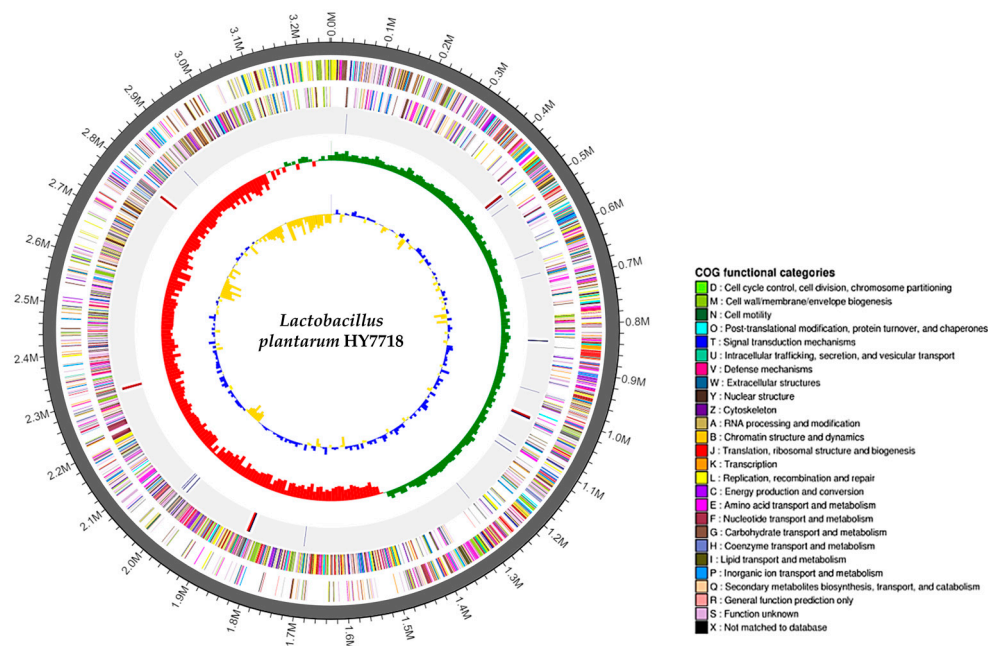 0.0M
0.1M
0.2M
0.3M
0.4M
0.5M
0.6M
0.7M
0.8M
0.9M
1.0M
1.1M
1.2M
1.3M
1.4M
1.5M
1.6M
1.7M
1.8M
1.9M
2.0M
2.1M
2.2M
2.3M
2.4M
2.5M
2.6M
2.7M
2.8M
2.9M
3.0M
3.1M
3.2M
Lactobacillus
plantarum HY7718
COG functional categories
D : Cell cycle control, cell division, chromosome partitioning
M : Cell wall/membrane/envelope biogenesis
N : Cell motility
O : Post-translational modification, protein turnover, and chaperones
T : Signal transduction mechanisms
U : Intracellular trafficking, secretion, and vesicular transport
V : Defense mechanisms
W : Extracellular structures
Y : Nuclear structure
Z : Cytoskeleton
A : RNA processing and modification
B : Chromatin structure and dynamics
J : Translation, ribosomal structure and biogenesis
K : Transcription
L : Replication, recombination and repair
C : Energy production and conversion
E : Amino acid transport and metabolism
F : Nucleotide transport and metabolism
G : Carbohydrate transport and metabolism
H : Coenzyme transport and metabolism
I : Lipid transport and metabolism
P : Inorganic ion transport and metabolism
Q : Secondary metabolites biosynthesis, transport, and catabolism
R : General function prediction only
S : Function unknown
X : Not matched to database